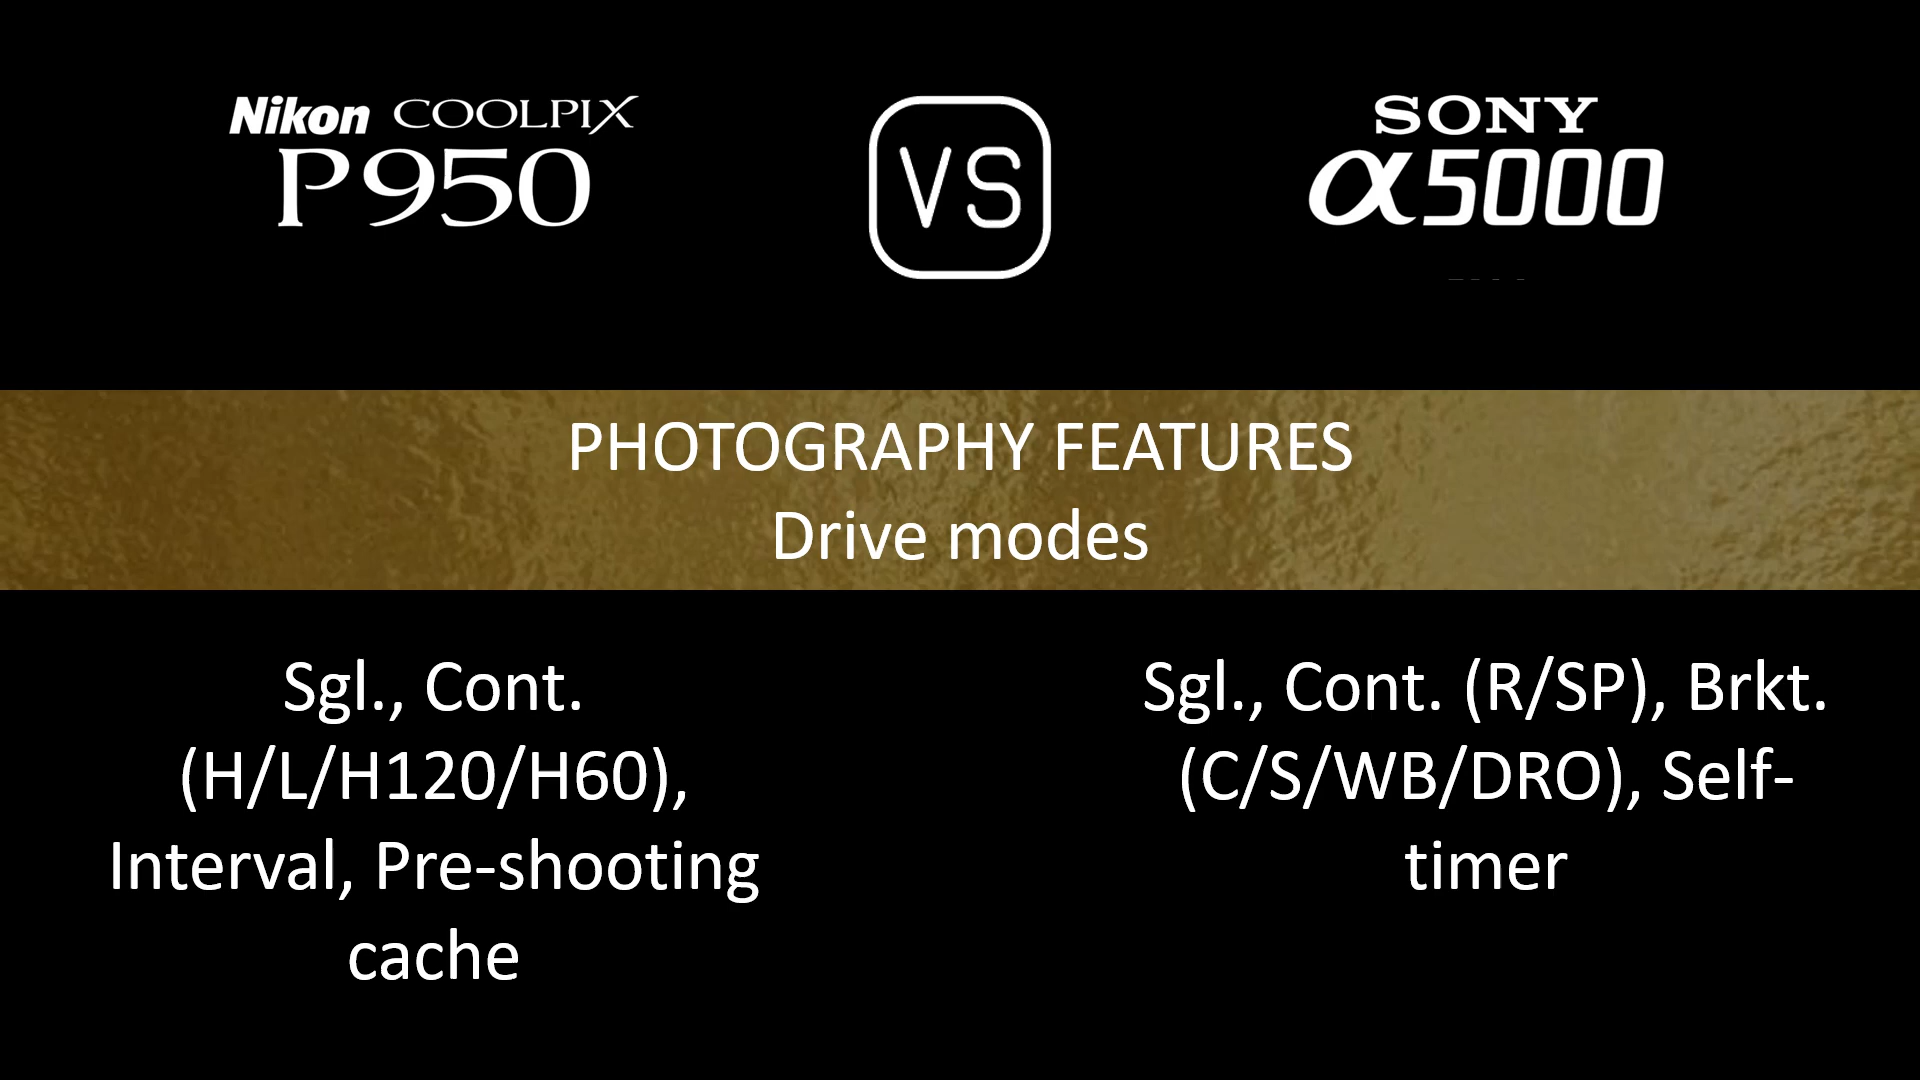 Nikon COOLPIX
P950
VS
SONY
α5000
PHOTOGRAPHY FEATURES
Drive modes
Sgl., Cont.
(H/L/H120/H60),
Interval, Pre-shooting
cache
Sgl., Cont. (R/SP), Brkt.
(C/S/WB/DRO), Self-
timer